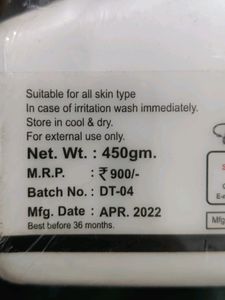 Suitable for all skin type
In case of irritation wash immediately.
Store in cool & dry.
For external use only.
Net. Wt. : 450gm.
M.R.P. : ₹900/-
Batch No. : DT-04
Mfg. Date : APR. 2022
Best before 36 months.
Mfg